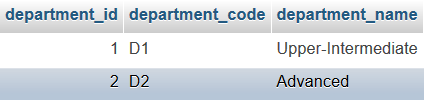 department_id department_code department_name
1 D1 Upper-Intermediate
2 D2 Advanced